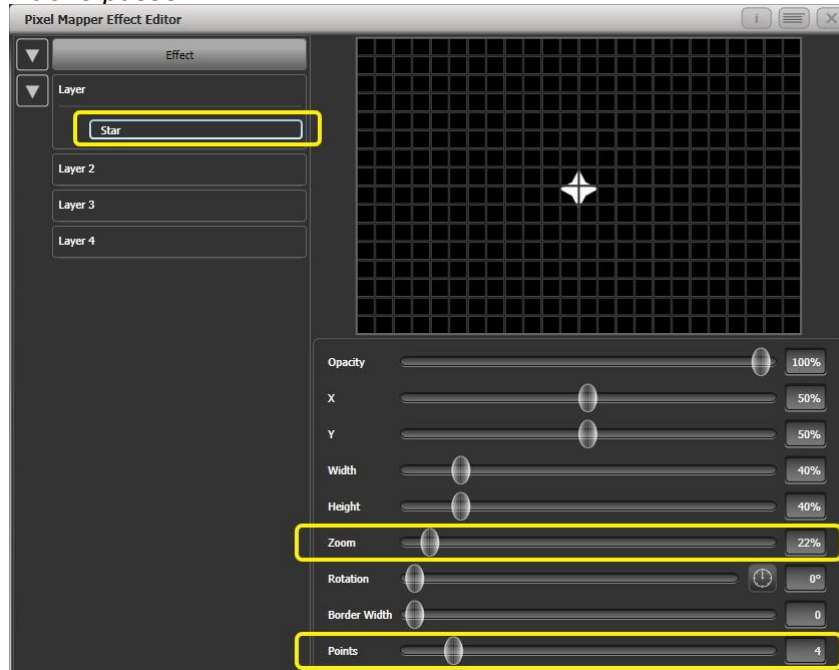 Pixel Mapper Effect Editor
Effect
Layer
Star
Layer 2
Layer 3
Layer 4
Opacity 100%
X 50%
Y 50%
Width 40%
Height 40%
Zoom 22%
Rotation 0°
Border Width 0
Points 4